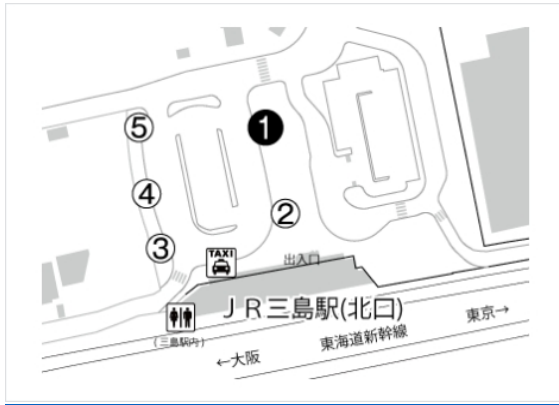 ⑤
❶
④
②
③
TAXI
出入口
JR三島駅(北口)
(三島駅内)
東京→
東海道新幹線
←大阪